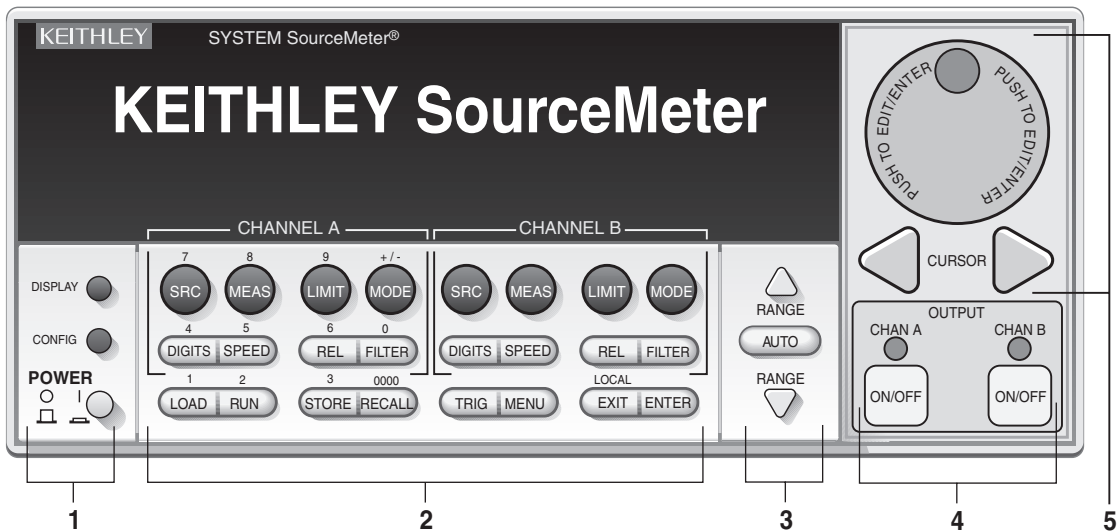 KEITHLEY SYSTEM SourceMeter®
KEITHLEY SourceMeter
PUSH TO EDIT/ENTER PUSH TO EDIT/ENTER
CHANNEL A CHANNEL B
7 8 9 +/-
DISPLAY SRC MEAS LIMIT MODE SRC MEAS LIMIT MODE
CURSOR
RANGE
4 5 6 0
CONFIG DIGITS SPEED REL FILTER DIGITS SPEED REL FILTER AUTO
OUTPUT
CHAN A CHAN B
POWER 1 2 3 0000 LOCAL RANGE
LOAD RUN STORE RECALL TRIG MENU EXIT ENTER
ON/OFF ON/OFF
1 2 3 4 5